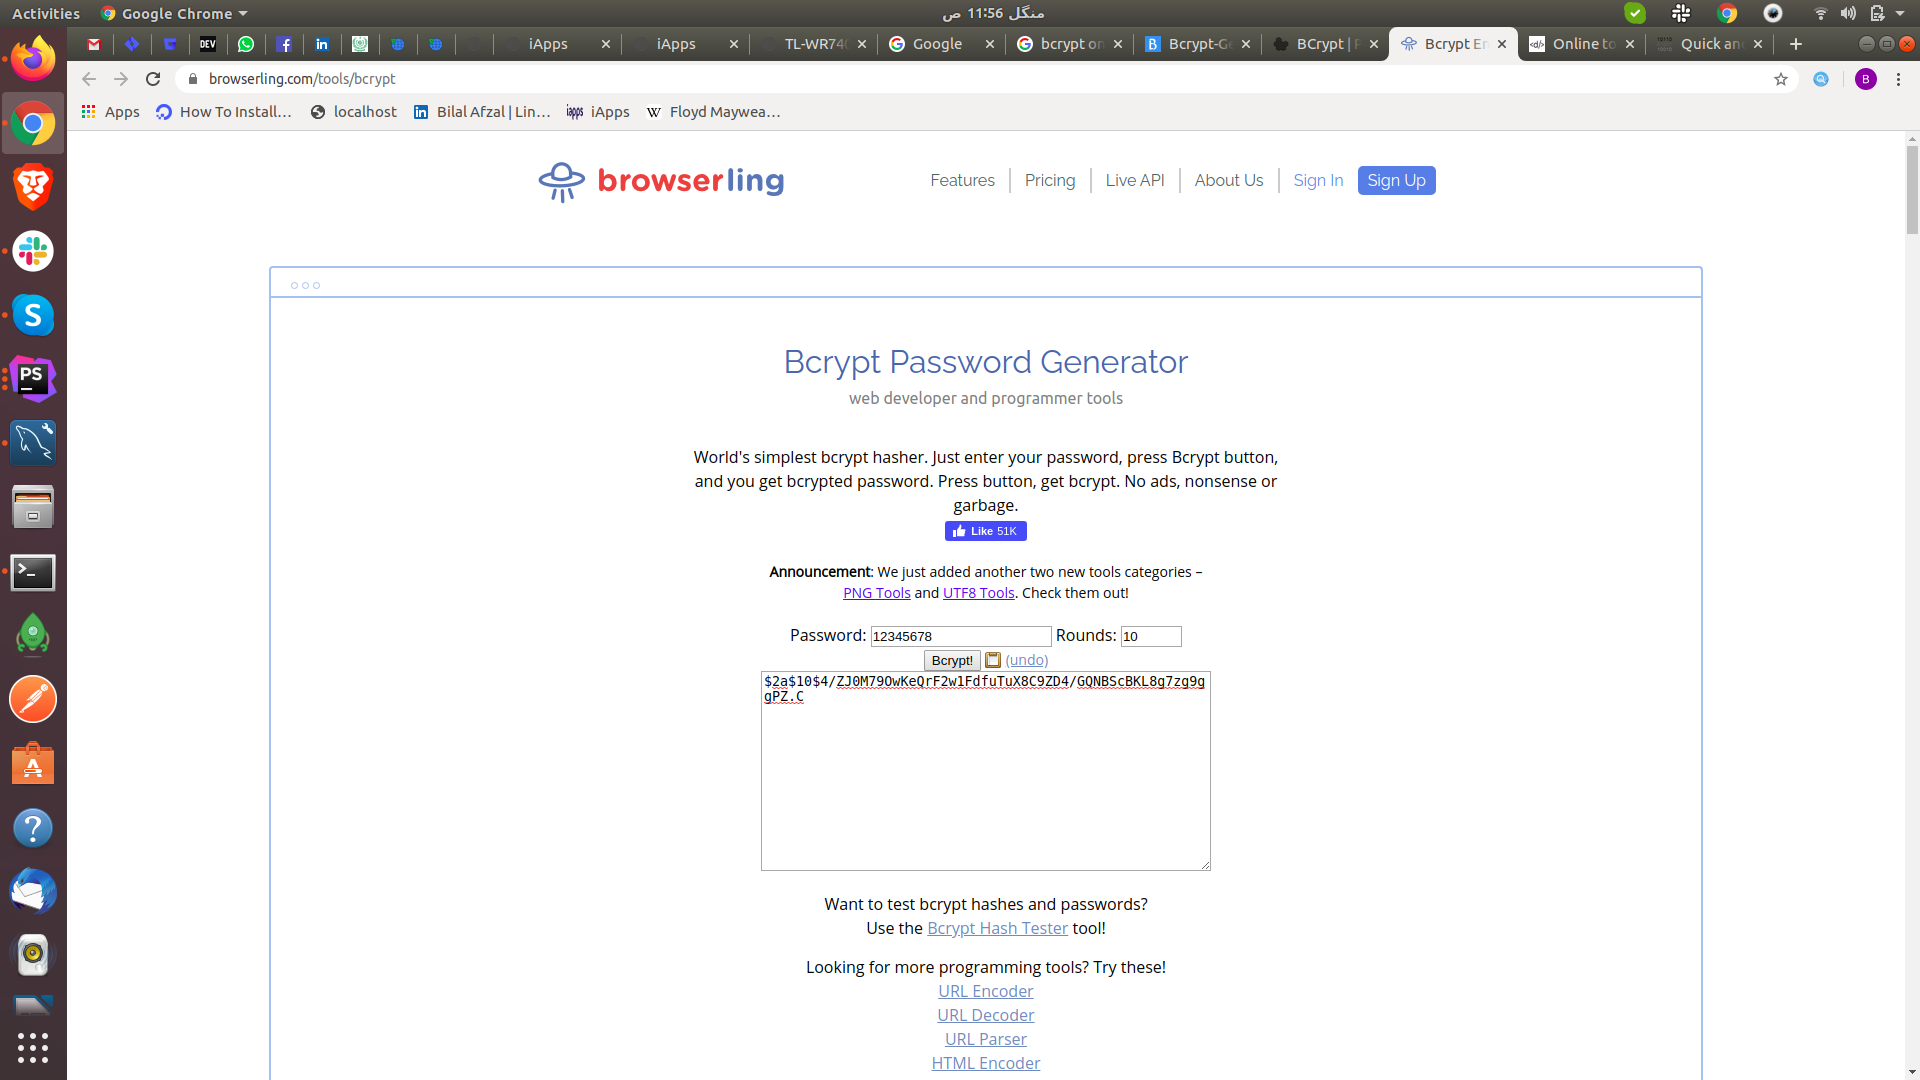 Activities
Google Chrome
منگل 11:56 ص
iApps
iApps
TL-WR740
Google
bcrypt on
Bcrypt-Ge
BCrypt | P
Bcrypt En
Online to
Quick an
browserling.com/tools/bcrypt
B
Apps
How To Install...
localhost
Bilal Afzal | Lin...
iApps
Floyd Maywea...
browserling
Features
Pricing
Live API
About Us
Sign In
Sign Up
Bcrypt Password Generator
web developer and programmer tools
World's simplest bcrypt hasher. Just enter your password, press Bcrypt button,
and you get bcrypted password. Press button, get bcrypt. No ads, nonsense or
garbage.
Like 51K
Announcement: We just added another two new tools categories –
PNG Tools and UTF8 Tools. Check them out!
Password: 12345678 Rounds: 10
Bcrypt! (undo)
$2a$10$4/ZJ0M79OwKeQrF2w1FdfuTuX8C9ZD4/GQNBScBKL8g7zg9g
gPZ.C
Want to test bcrypt hashes and passwords?
Use the Bcrypt Hash Tester tool!
Looking for more programming tools? Try these!
URL Encoder
URL Decoder
URL Parser
HTML Encoder